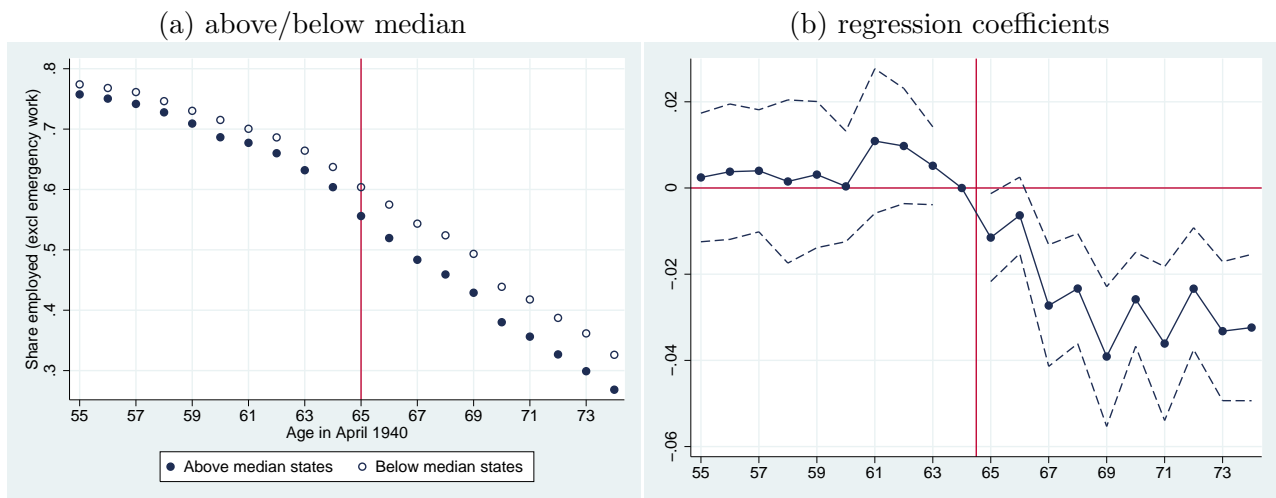 (a) above/below median
Share employed (excl emergency work)
.8
.7
.6
.5
.4
.3
55 57 59 61 63 65 67 69 71 73
Age in April 1940
Above median states Below median states
(b) regression coefficients
.02
0
-.02
-.04
-.06
55 57 59 61 63 65 67 69 71 73